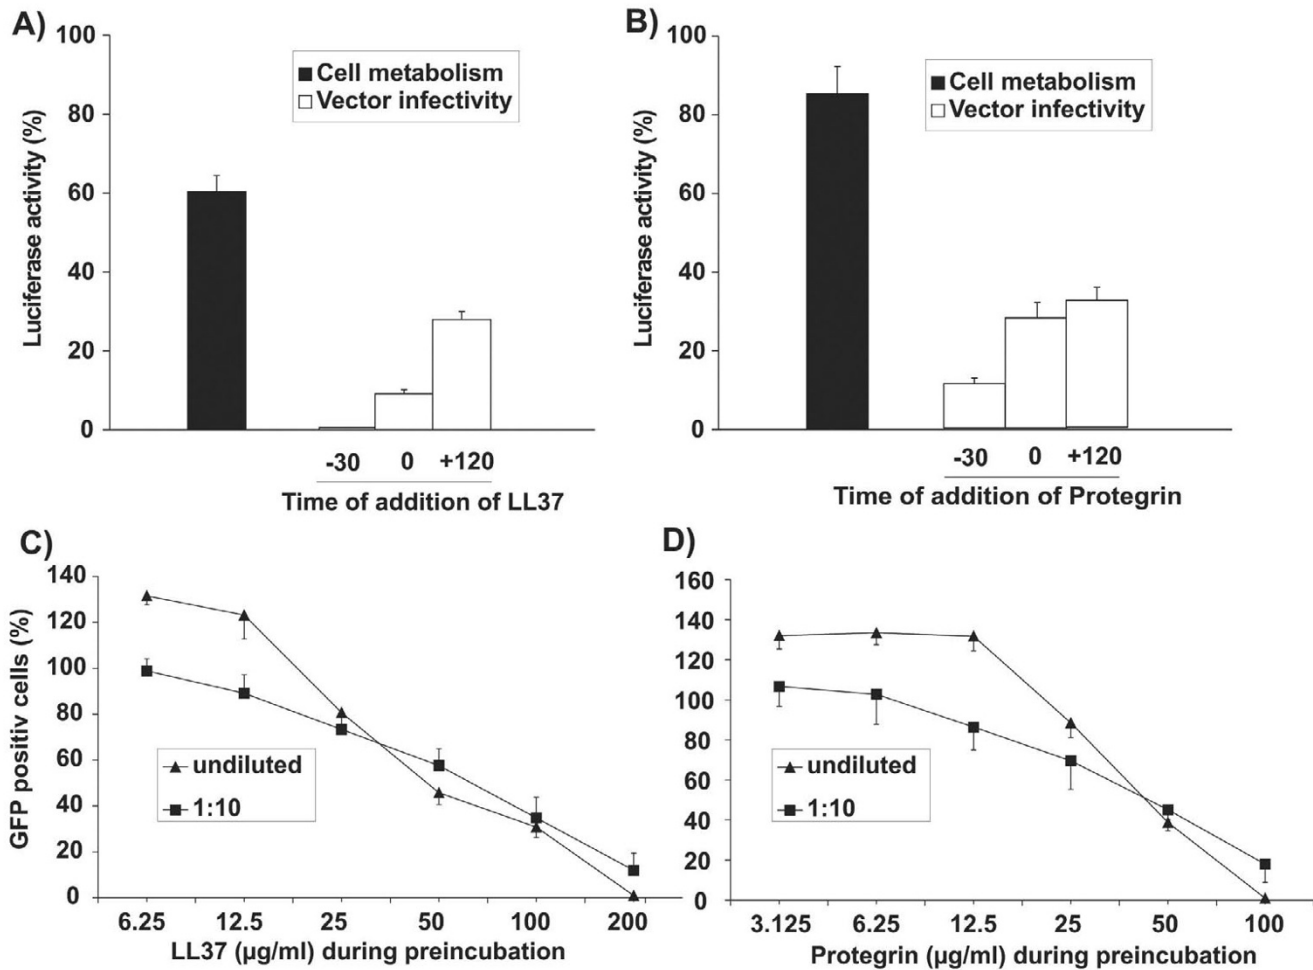 A)
100
80
60
40
20
0
Luciferase activity (%)
Cell metabolism
Vector infectivity
-30 0 +120
Time of addition of LL37
B)
100
80
60
40
20
0
Luciferase activity (%)
Cell metabolism
Vector infectivity
-30 0 +120
Time of addition of Protegrin
C)
140
120
100
80
60
40
20
0
GFP positiv cells (%)
undiluted
1:10
6.25 12.5 25 50 100 200
LL37 (µg/ml) during preincubation
D)
160
140
120
100
80
60
40
20
0
undiluted
1:10
3.125 6.25 12.5 25 50 100
Protegrin (µg/ml) during preincubation